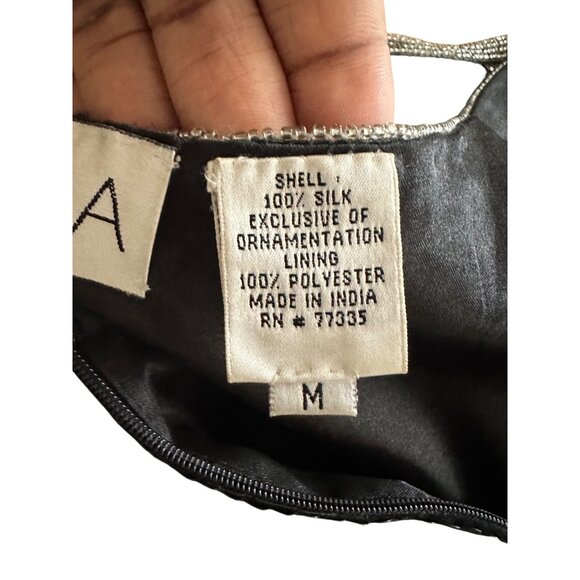 A
SHELL :
100% SILK
EXCLUSIVE OF
ORNAMENTATION
LINING
100% POLYESTER
MADE IN INDIA
RN # 77335
M